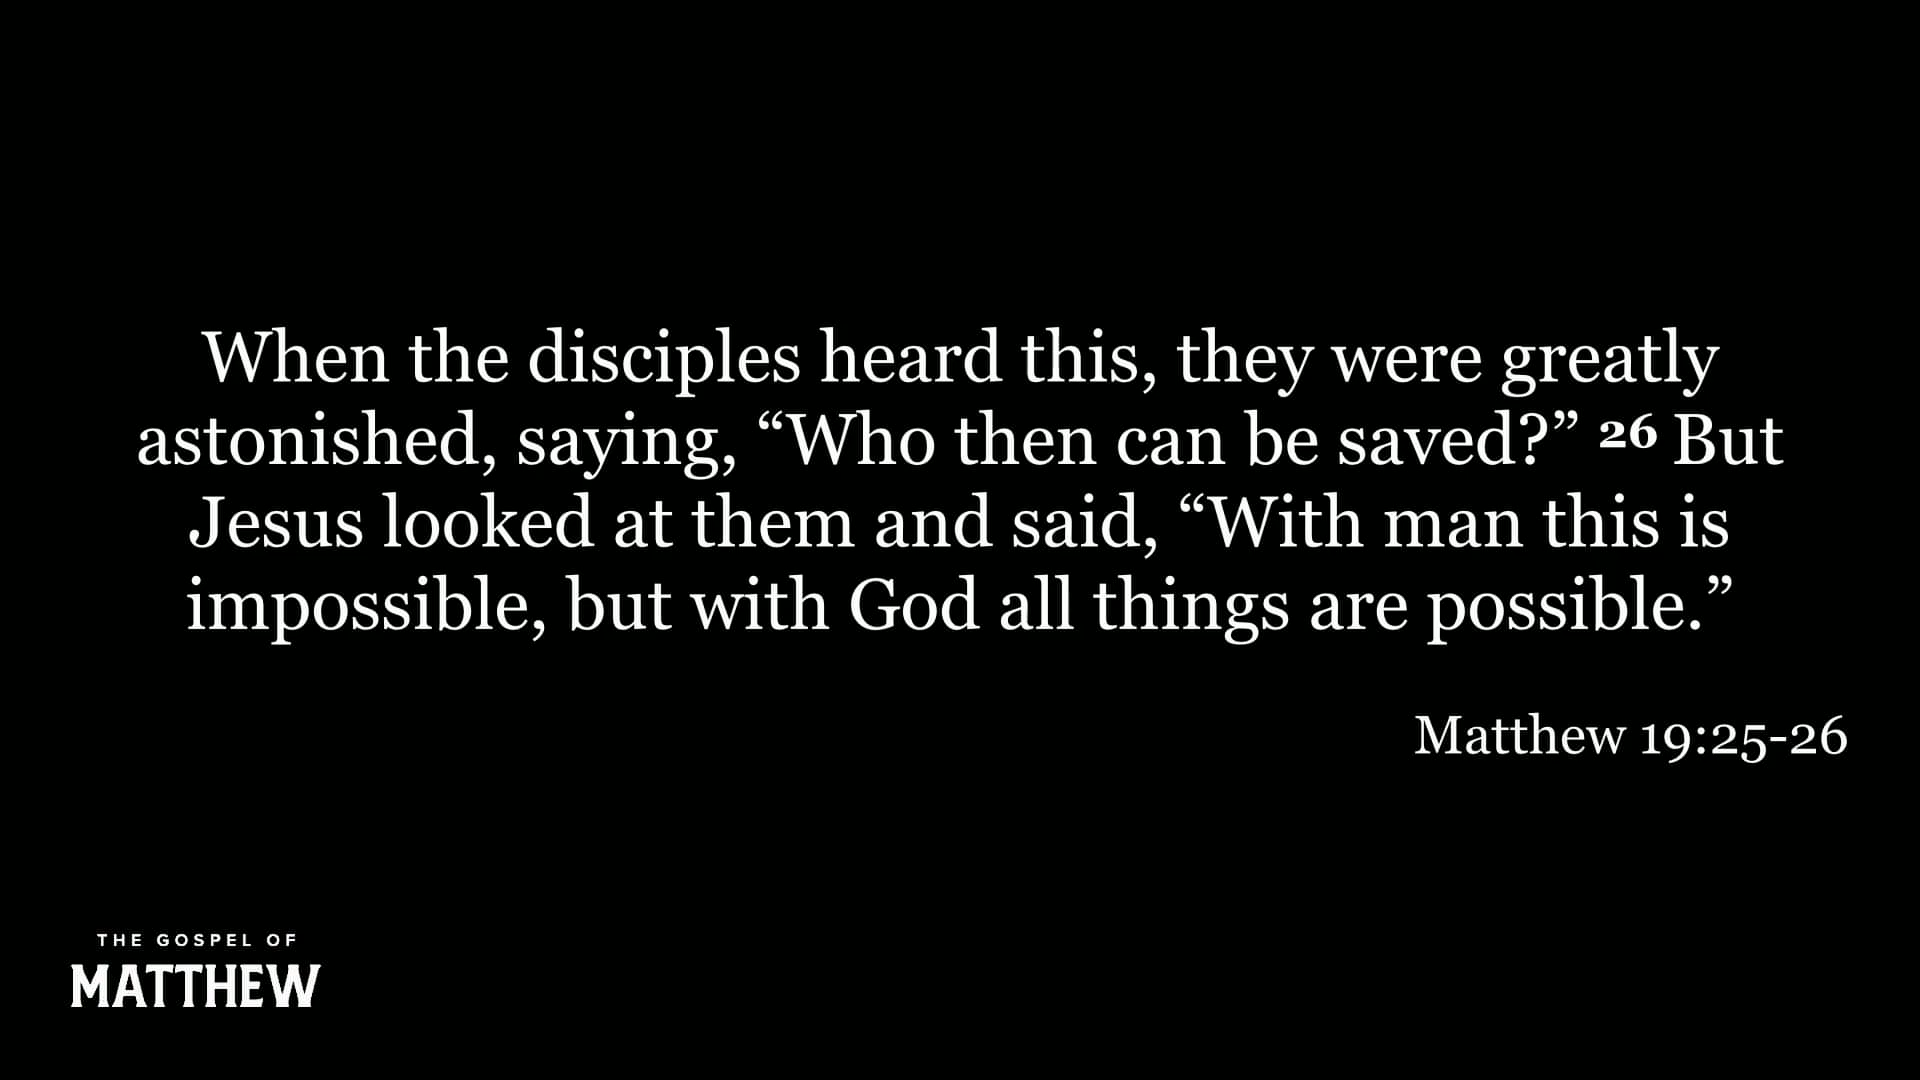 When the disciples heard this, they were greatly
astonished, saying, “Who then can be saved?” 26 But
Jesus looked at them and said, “With man this is
impossible, but with God all things are possible.”
Matthew 19:25-26
THE GOSPEL OF
MATTHEW